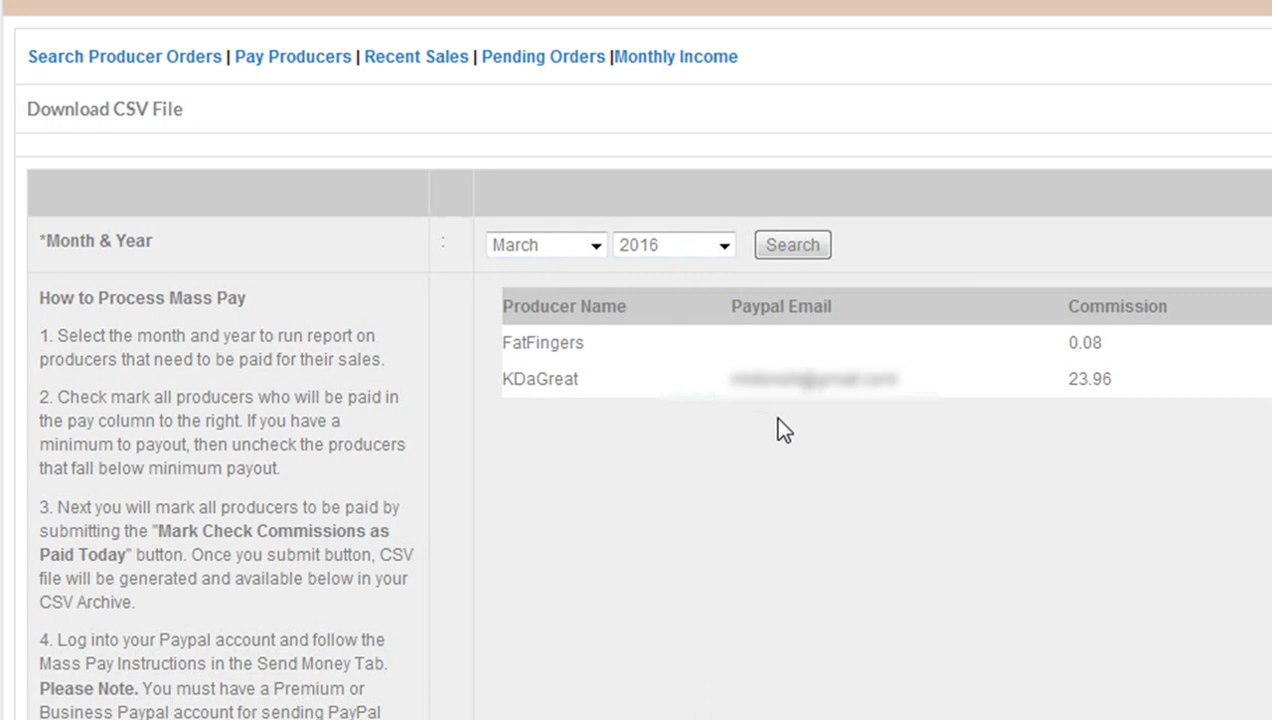 Search Producer Orders | Pay Producers | Recent Sales | Pending Orders |Monthly Income
Download CSV File
*Month & Year : March 2016 Search
How to Process Mass Pay
1. Select the month and year to run report on
producers that need to be paid for their sales.
2. Check mark all producers who will be paid in
the pay column to the right. If you have a
minimum to payout, then uncheck the producers
that fall below minimum payout.
3. Next you will mark all producers to be paid by
submitting the "Mark Check Commissions as
Paid Today" button. Once you submit button, CSV
file will be generated and available below in your
CSV Archive.
4. Log into your Paypal account and follow the
Mass Pay Instructions in the Send Money Tab.
Please Note. You must have a Premium or
Business Paypal account for sending PayPal
Producer Name Paypal Email Commission
FatFingers 0.08
KDaGreat 23.96